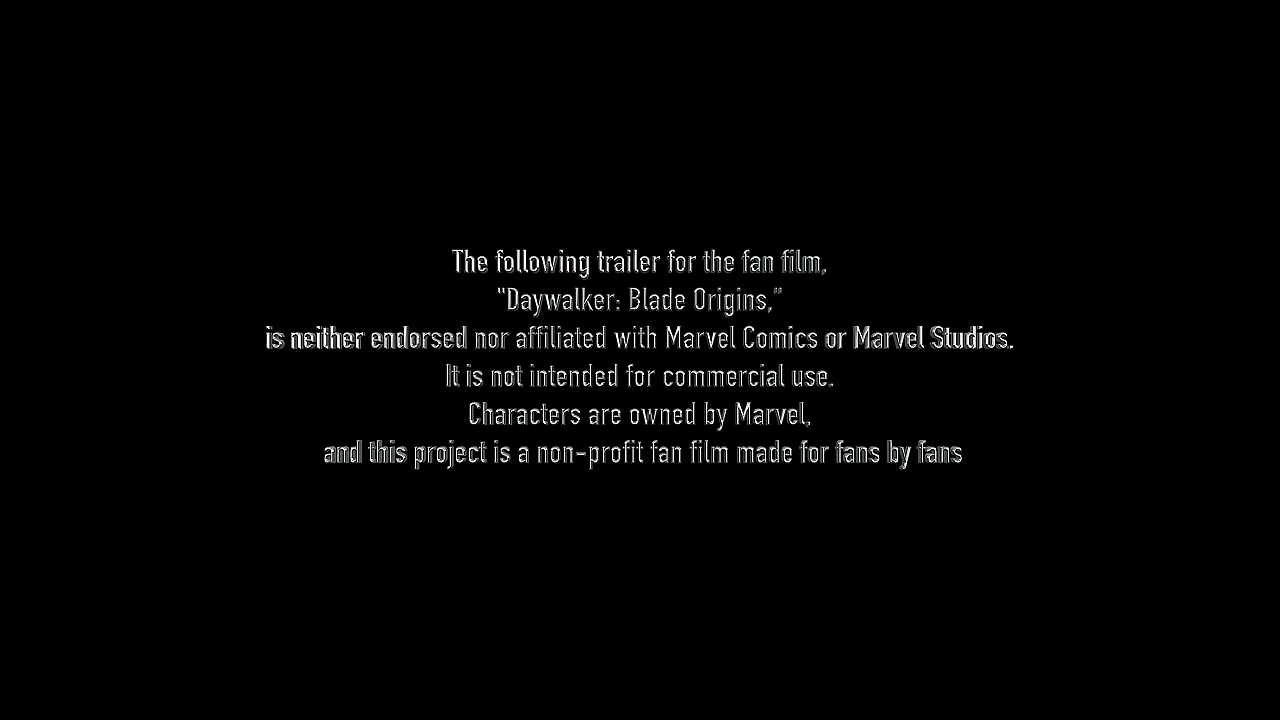 The following trailer for the fan film,
"Daywalker: Blade Origins,"
is neither endorsed nor affiliated with Marvel Comics or Marvel Studios.
It is not intended for commercial use.
Characters are owned by Marvel,
and this project is a non-profit fan film made for fans by fans